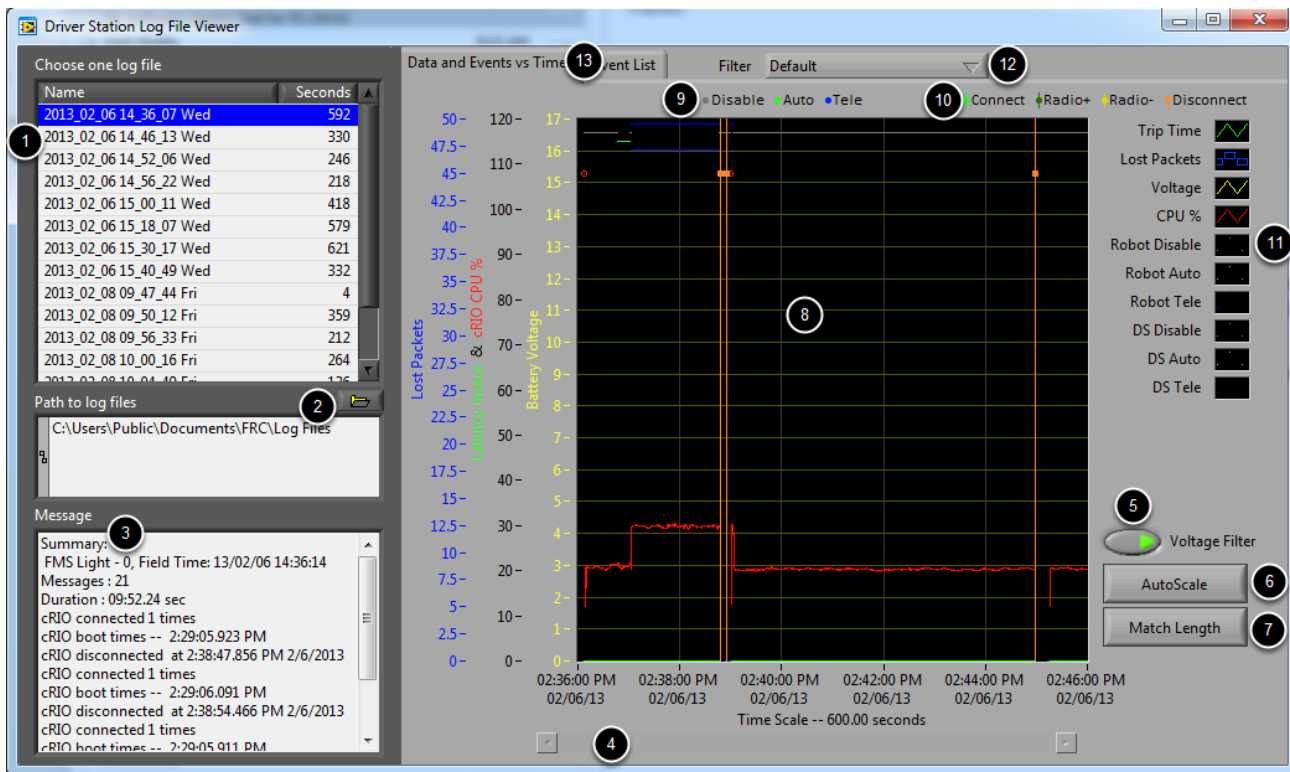 Driver Station Log File Viewer
Choose one log file
Name Seconds
2013_02_06 14_36_07 Wed 592
2013_02_06 14_46_13 Wed 330
2013_02_06 14_52_06 Wed 246
2013_02_06 14_56_22 Wed 218
2013_02_06 15_00_11 Wed 418
2013_02_06 15_18_07 Wed 579
2013_02_06 15_30_17 Wed 621
2013_02_06 15_40_49 Wed 332
2013_02_08 09_47_44 Fri 4
2013_02_08 09_50_12 Fri 359
2013_02_08 09_56_33 Fri 212
2013_02_08 10_00_16 Fri 264
2013_02_08 10_04_40 Fri
1
Path to log files
2
C:\Users\Public\Documents\FRC\Log Files
Message
3
Summary:
FMS Light - 0, Field Time: 13/02/06 14:36:14
Messages : 21
Duration : 09:52.24 sec
cRIO connected 1 times
cRIO boot times -- 2:29:05.923 PM
cRIO disconnected at 2:38:47.856 PM 2/6/2013
cRIO connected 1 times
cRIO boot times -- 2:29:06.091 PM
cRIO disconnected at 2:38:54.466 PM 2/6/2013
cRIO connected 1 times
cRIO boot times -- 2:29:05.911 PM
Data and Events vs Time 13 vent List
Filter Default 12
9 Disable Auto Tele
10 Connect Radio+ Radio- Disconnect
50 47.5 45 42.5 40 37.5 35 32.5 30 27.5 25 22.5 20 17.5 15 12.5 10 7.5 5 2.5 0
Lost Packets
120 110 100 90 80 70 60 50 40 30 20 10 0
& cRIO CPU %
17 16 15 14 13 12 11 10 9 8 7 6 5 4 3 2 1 0
Battery Voltage
8
02:36:00 PM 02:38:00 PM 02:40:00 PM 02:42:00 PM 02:44:00 PM 02:46:00 PM
02/06/13 02/06/13 02/06/13 02/06/13 02/06/13 02/06/13
Time Scale -- 600.00 seconds
4
Trip Time
Lost Packets
Voltage
CPU %
Robot Disable
11
Robot Auto
Robot Tele
DS Disable
DS Auto
DS Tele
5
Voltage Filter
AutoScale 6
Match Length 7